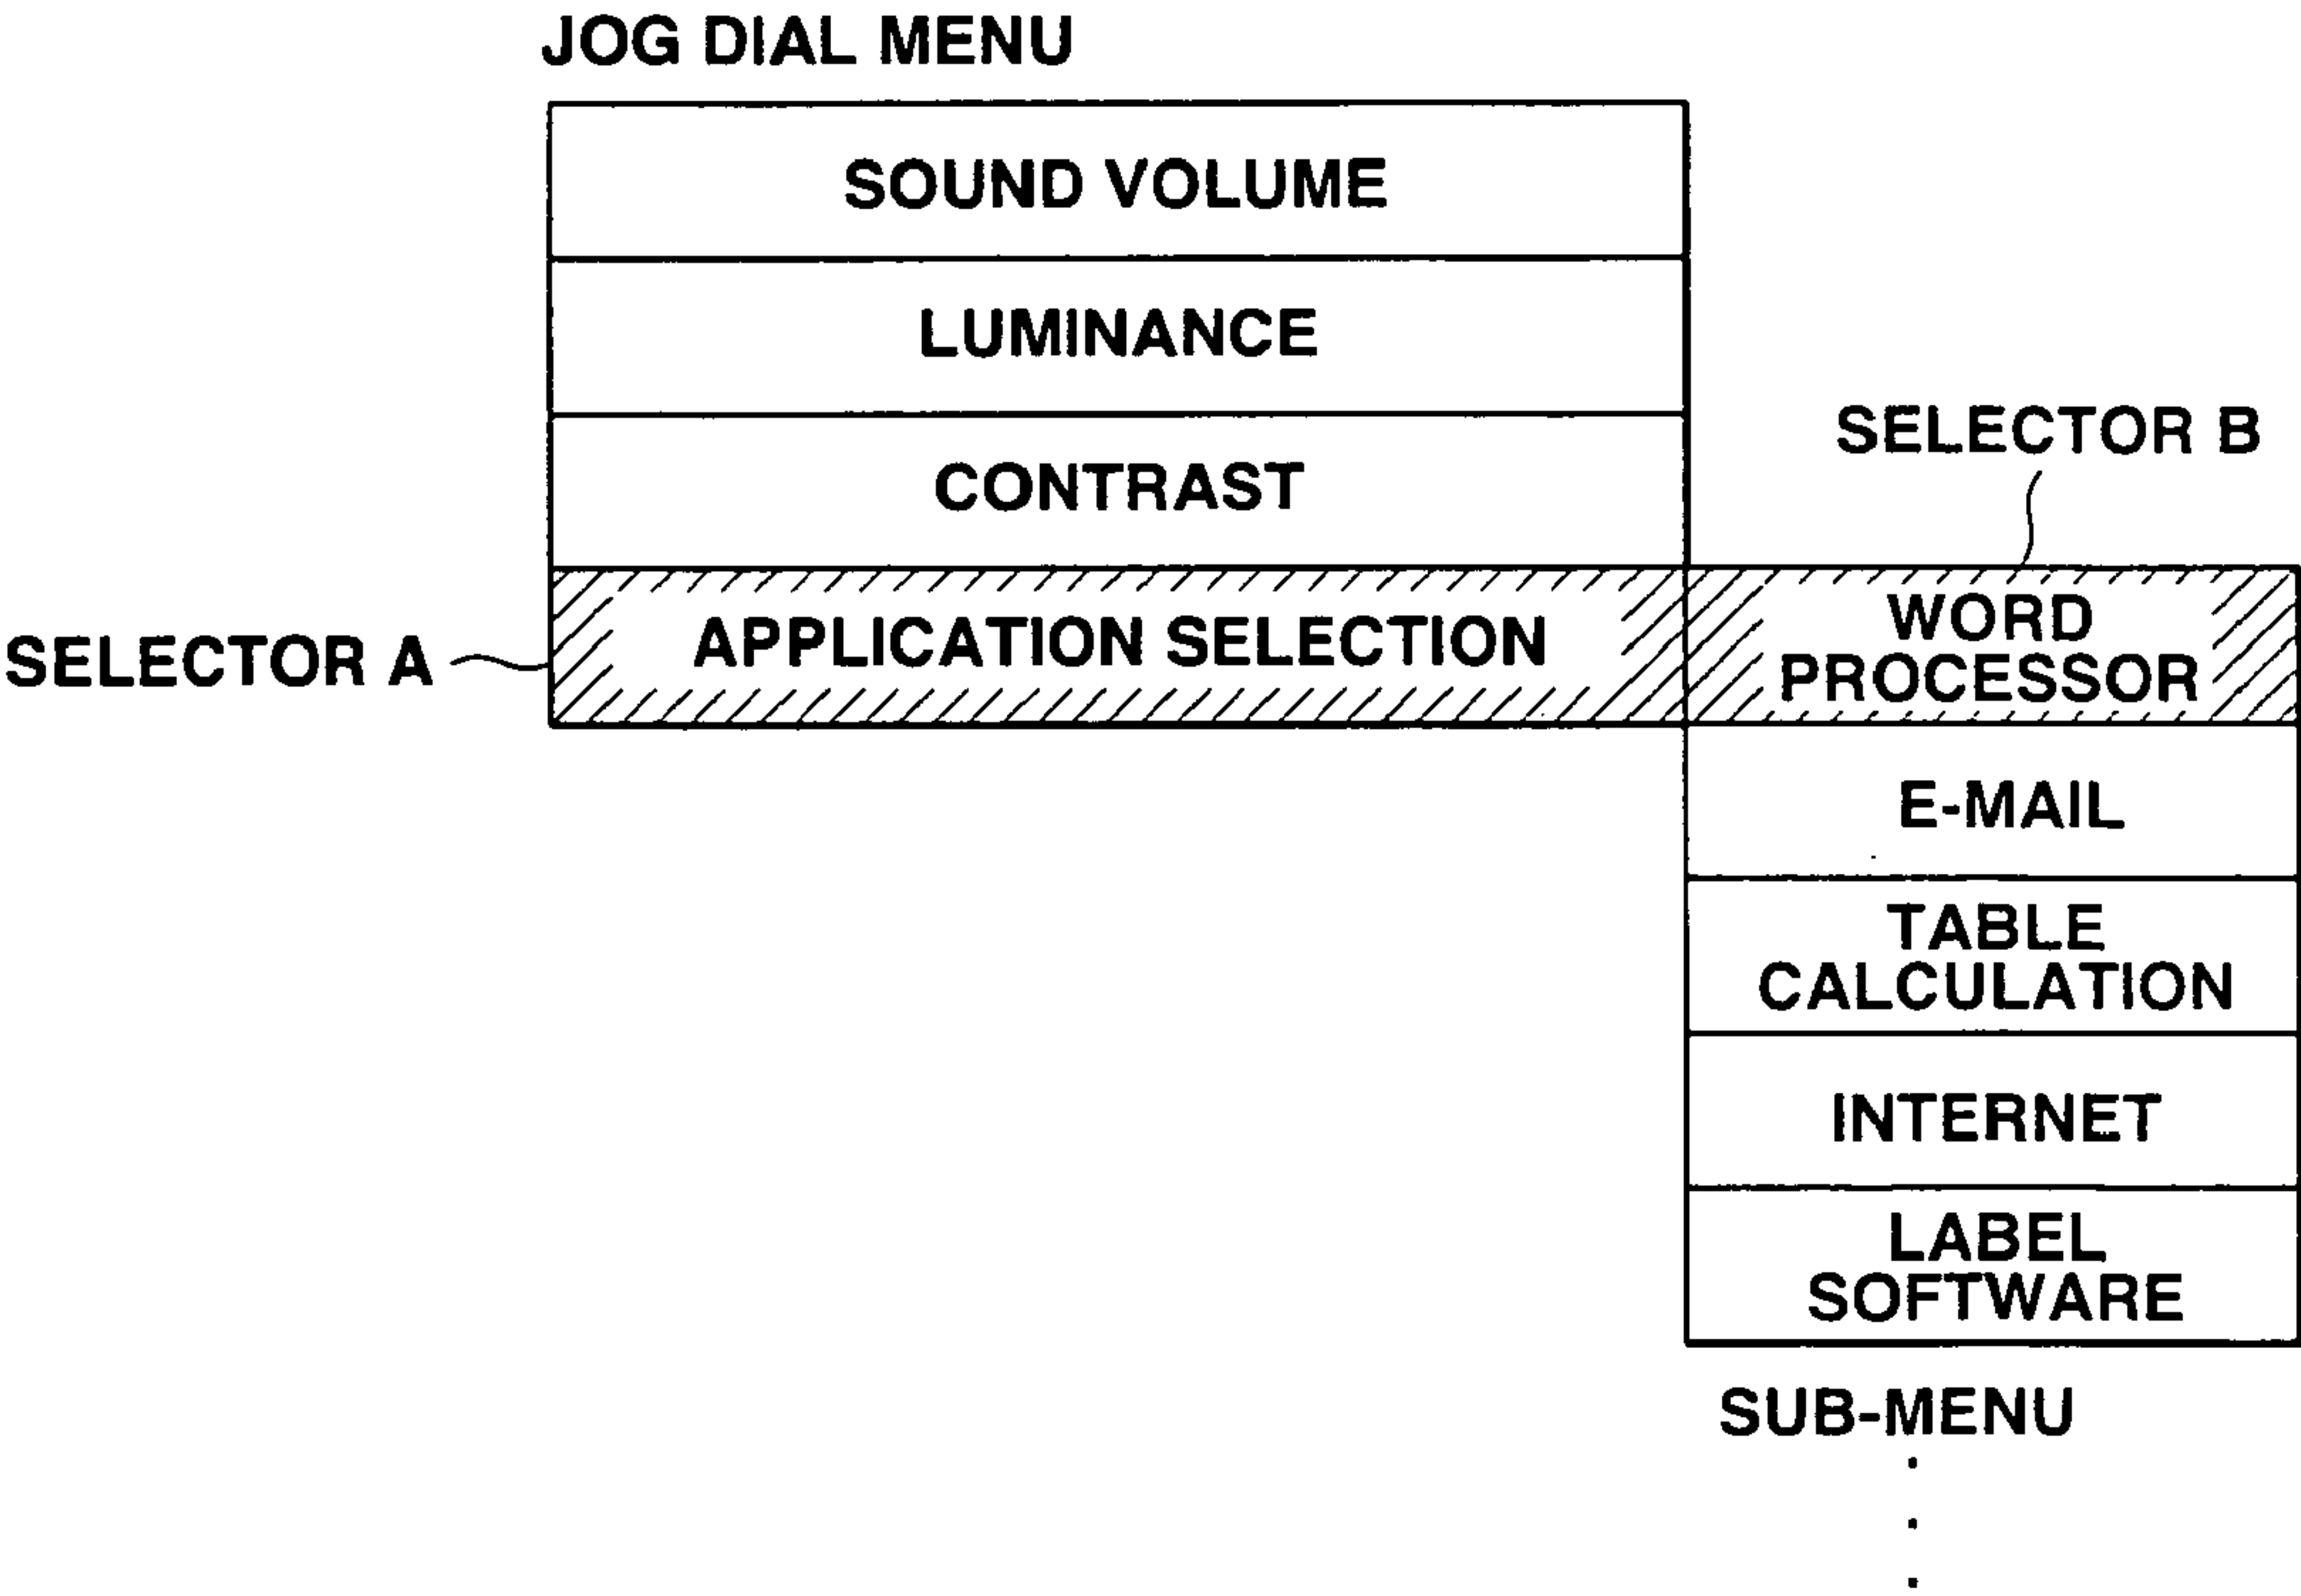 JOG DIAL MENU
SOUND VOLUME
LUMINANCE
CONTRAST
SELECTOR B
SELECTOR A
APPLICATION SELECTION
WORD
PROCESSOR
E-MAIL
TABLE
CALCULATION
INTERNET
LABEL
SOFTWARE
SUB-MENU